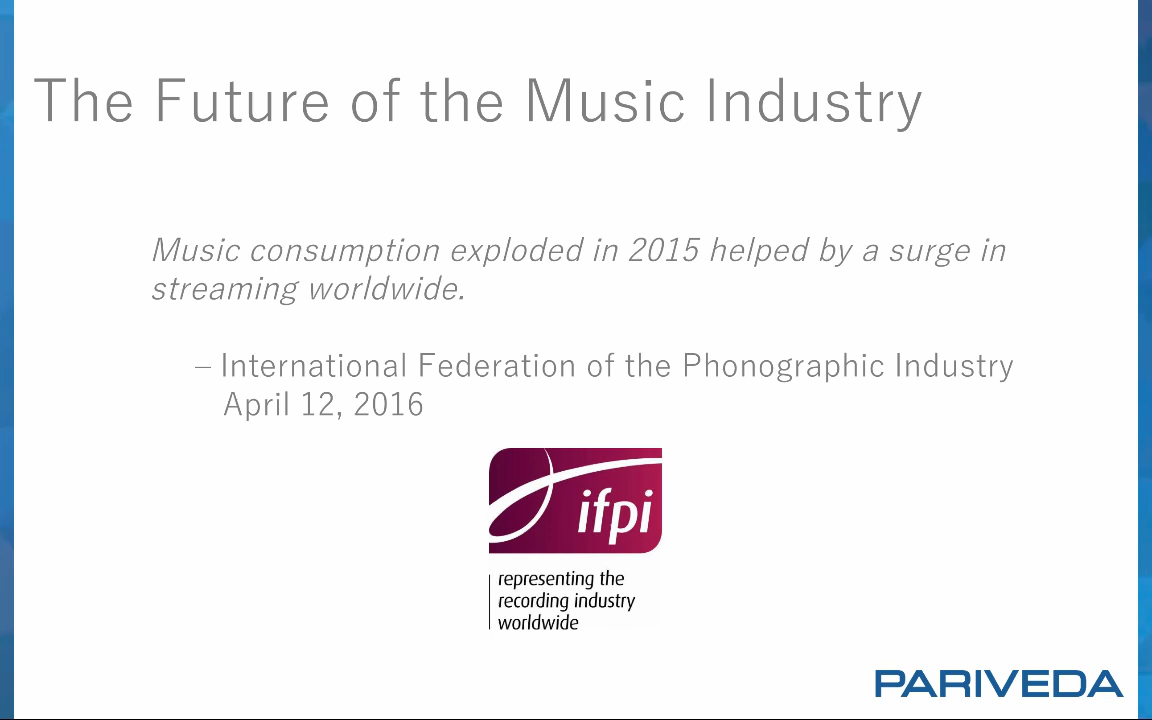 The Future of the Music Industry
Music consumption exploded in 2015 helped by a surge in
streaming worldwide.
– International Federation of the Phonographic Industry
April 12, 2016
ifpi
representing the
recording industry
worldwide
PARIVEDA